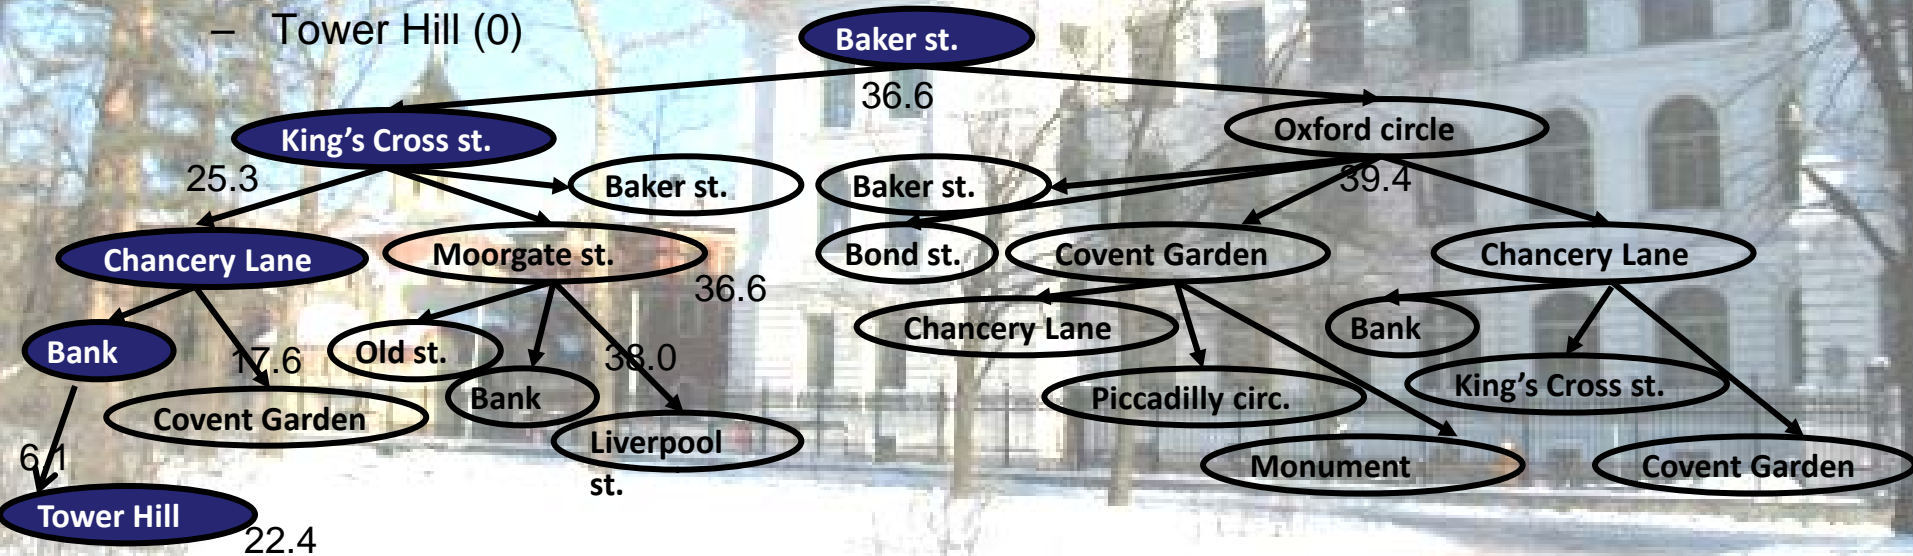 – Tower Hill (0)
Baker st.
36.6
King's Cross st.
Oxford circle
25.3
Baker st.
Baker st.
39.4
Chancery Lane
Moorgate st.
Bond st.
Covent Garden
Chancery Lane
36.6
Chancery Lane
Bank
Bank
17.6
Old st.
38.0
Bank
Piccadilly circ.
King's Cross st.
Covent Garden
Liverpool
st.
6.1
Monument
Covent Garden
Tower Hill
22.4